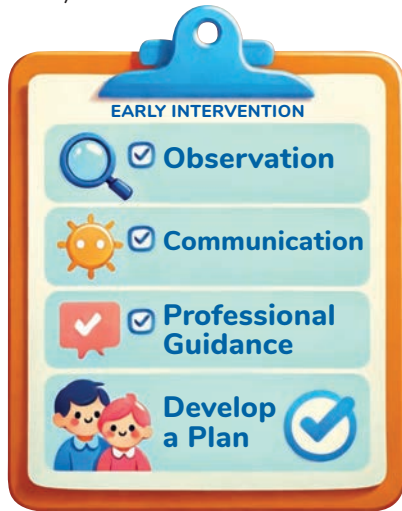 EARLY INTERVENTION
Observation
Communication
Professional
Guidance
Develop
a Plan